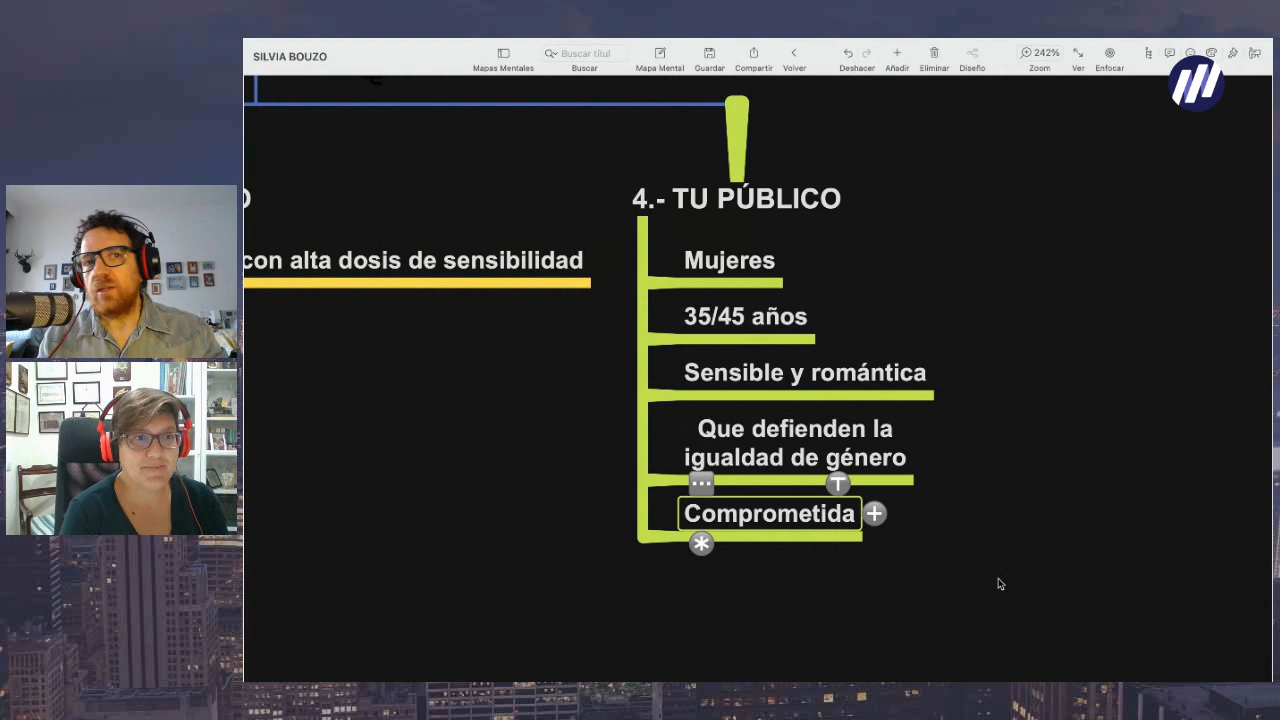 SILVIA BOUZO
Mapas Mentales
Buscar títul
Buscar
Mapa Mental
Guardar
Compartir
Volver
Deshacer
Añadir
Eliminar
Diseño
242%
Zoom
Ver
Enfocar
4.- TU PÚBLICO
con alta dosis de sensibilidad
Mujeres
35/45 años
Sensible y romántica
Que defienden la
igualdad de género
Comprometida